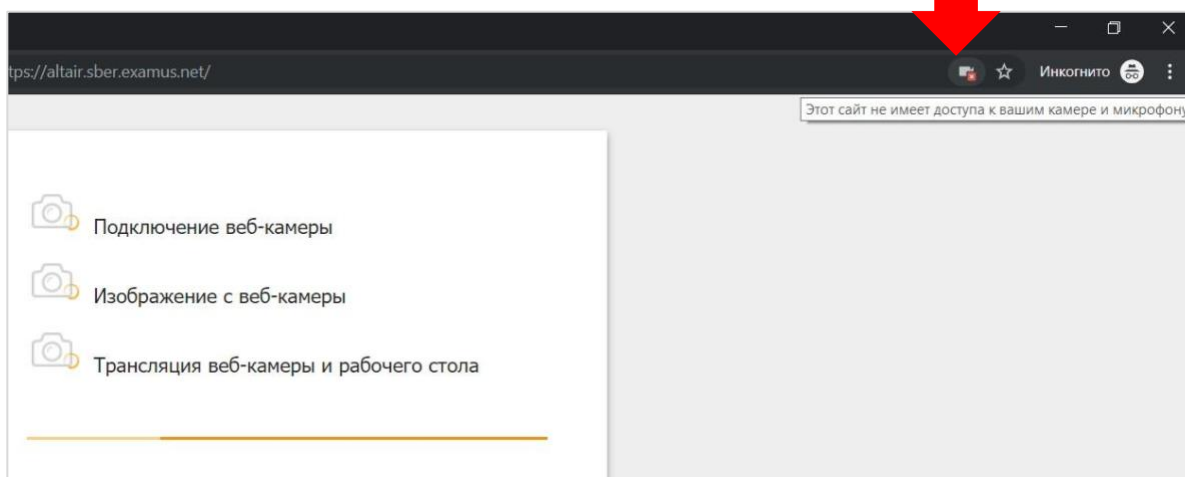 tps://altair.sber.examus.net/
Инкогнито
Этот сайт не имеет доступа к вашим камере и микрофону
Подключение веб-камеры
Изображение с веб-камеры
Трансляция веб-камеры и рабочего стола